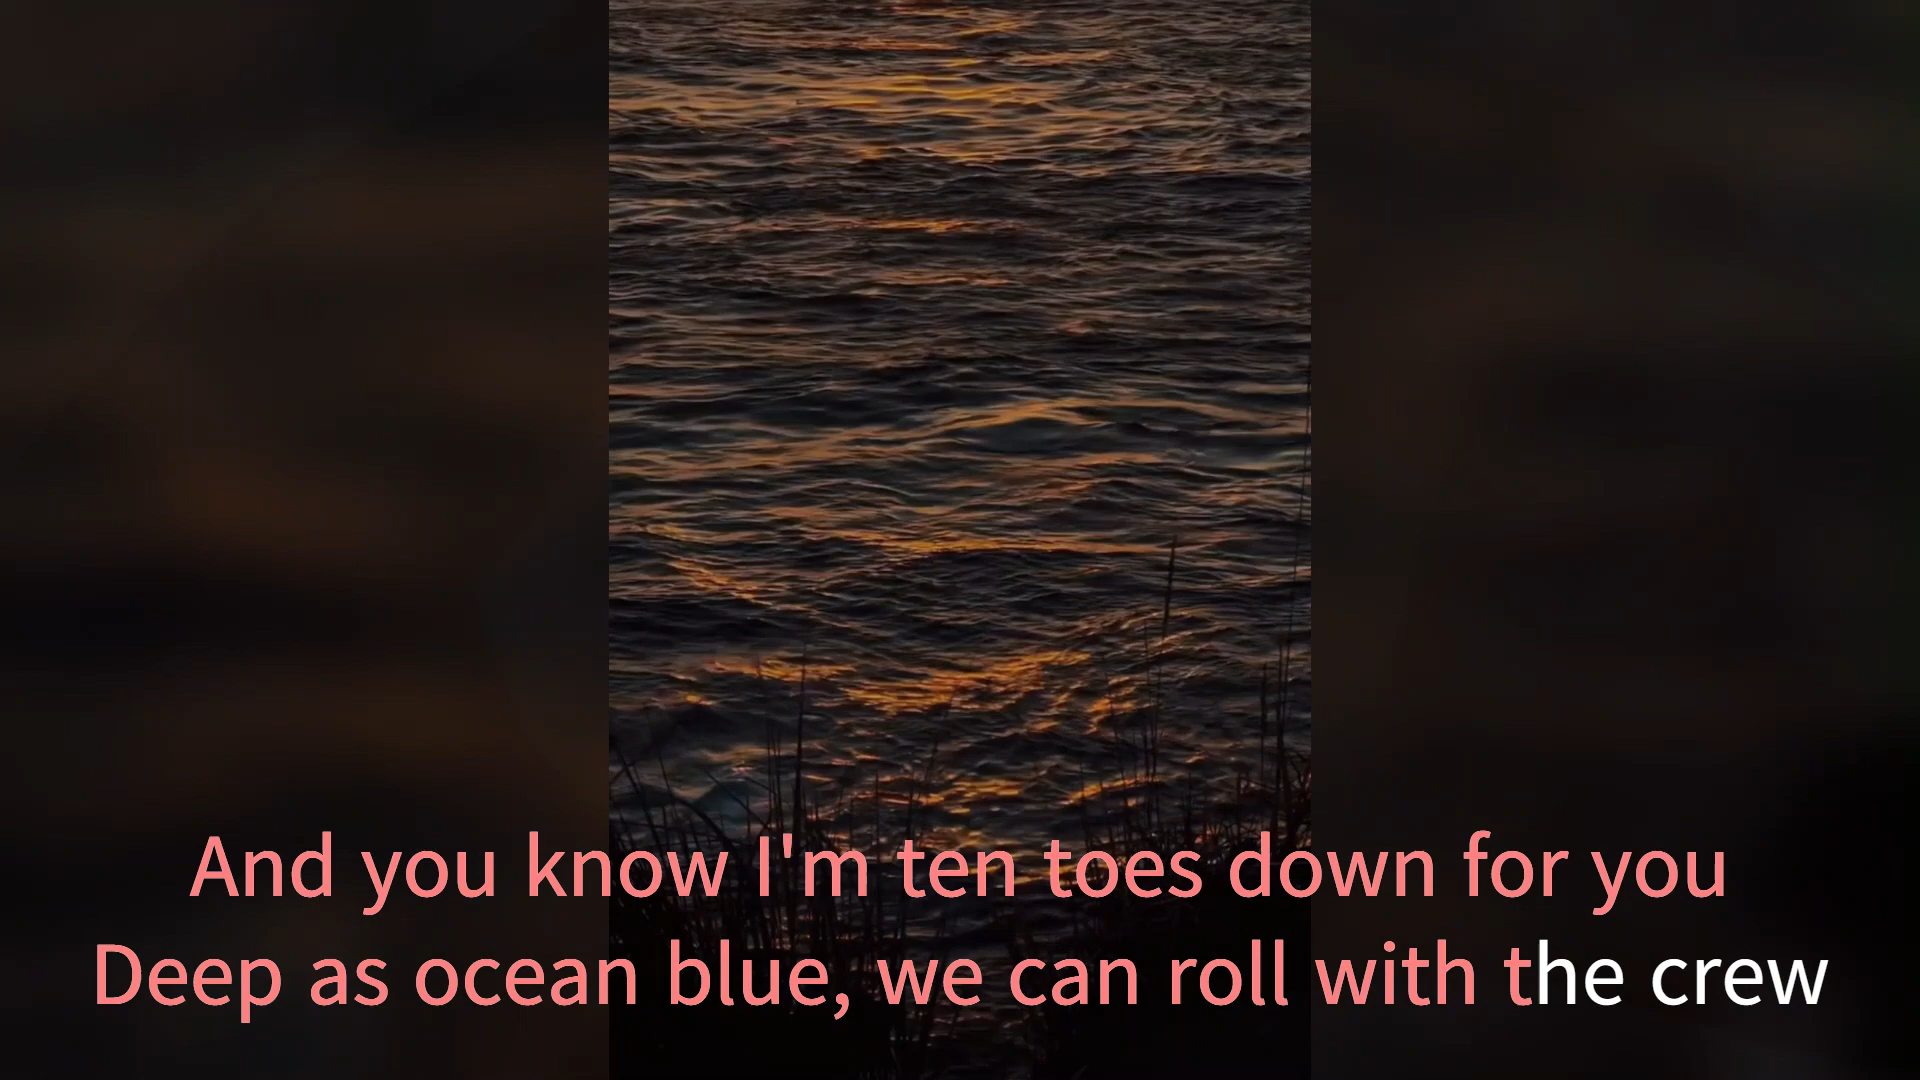 And you know I'm ten toes down for you
Deep as ocean blue, we can roll with the crew